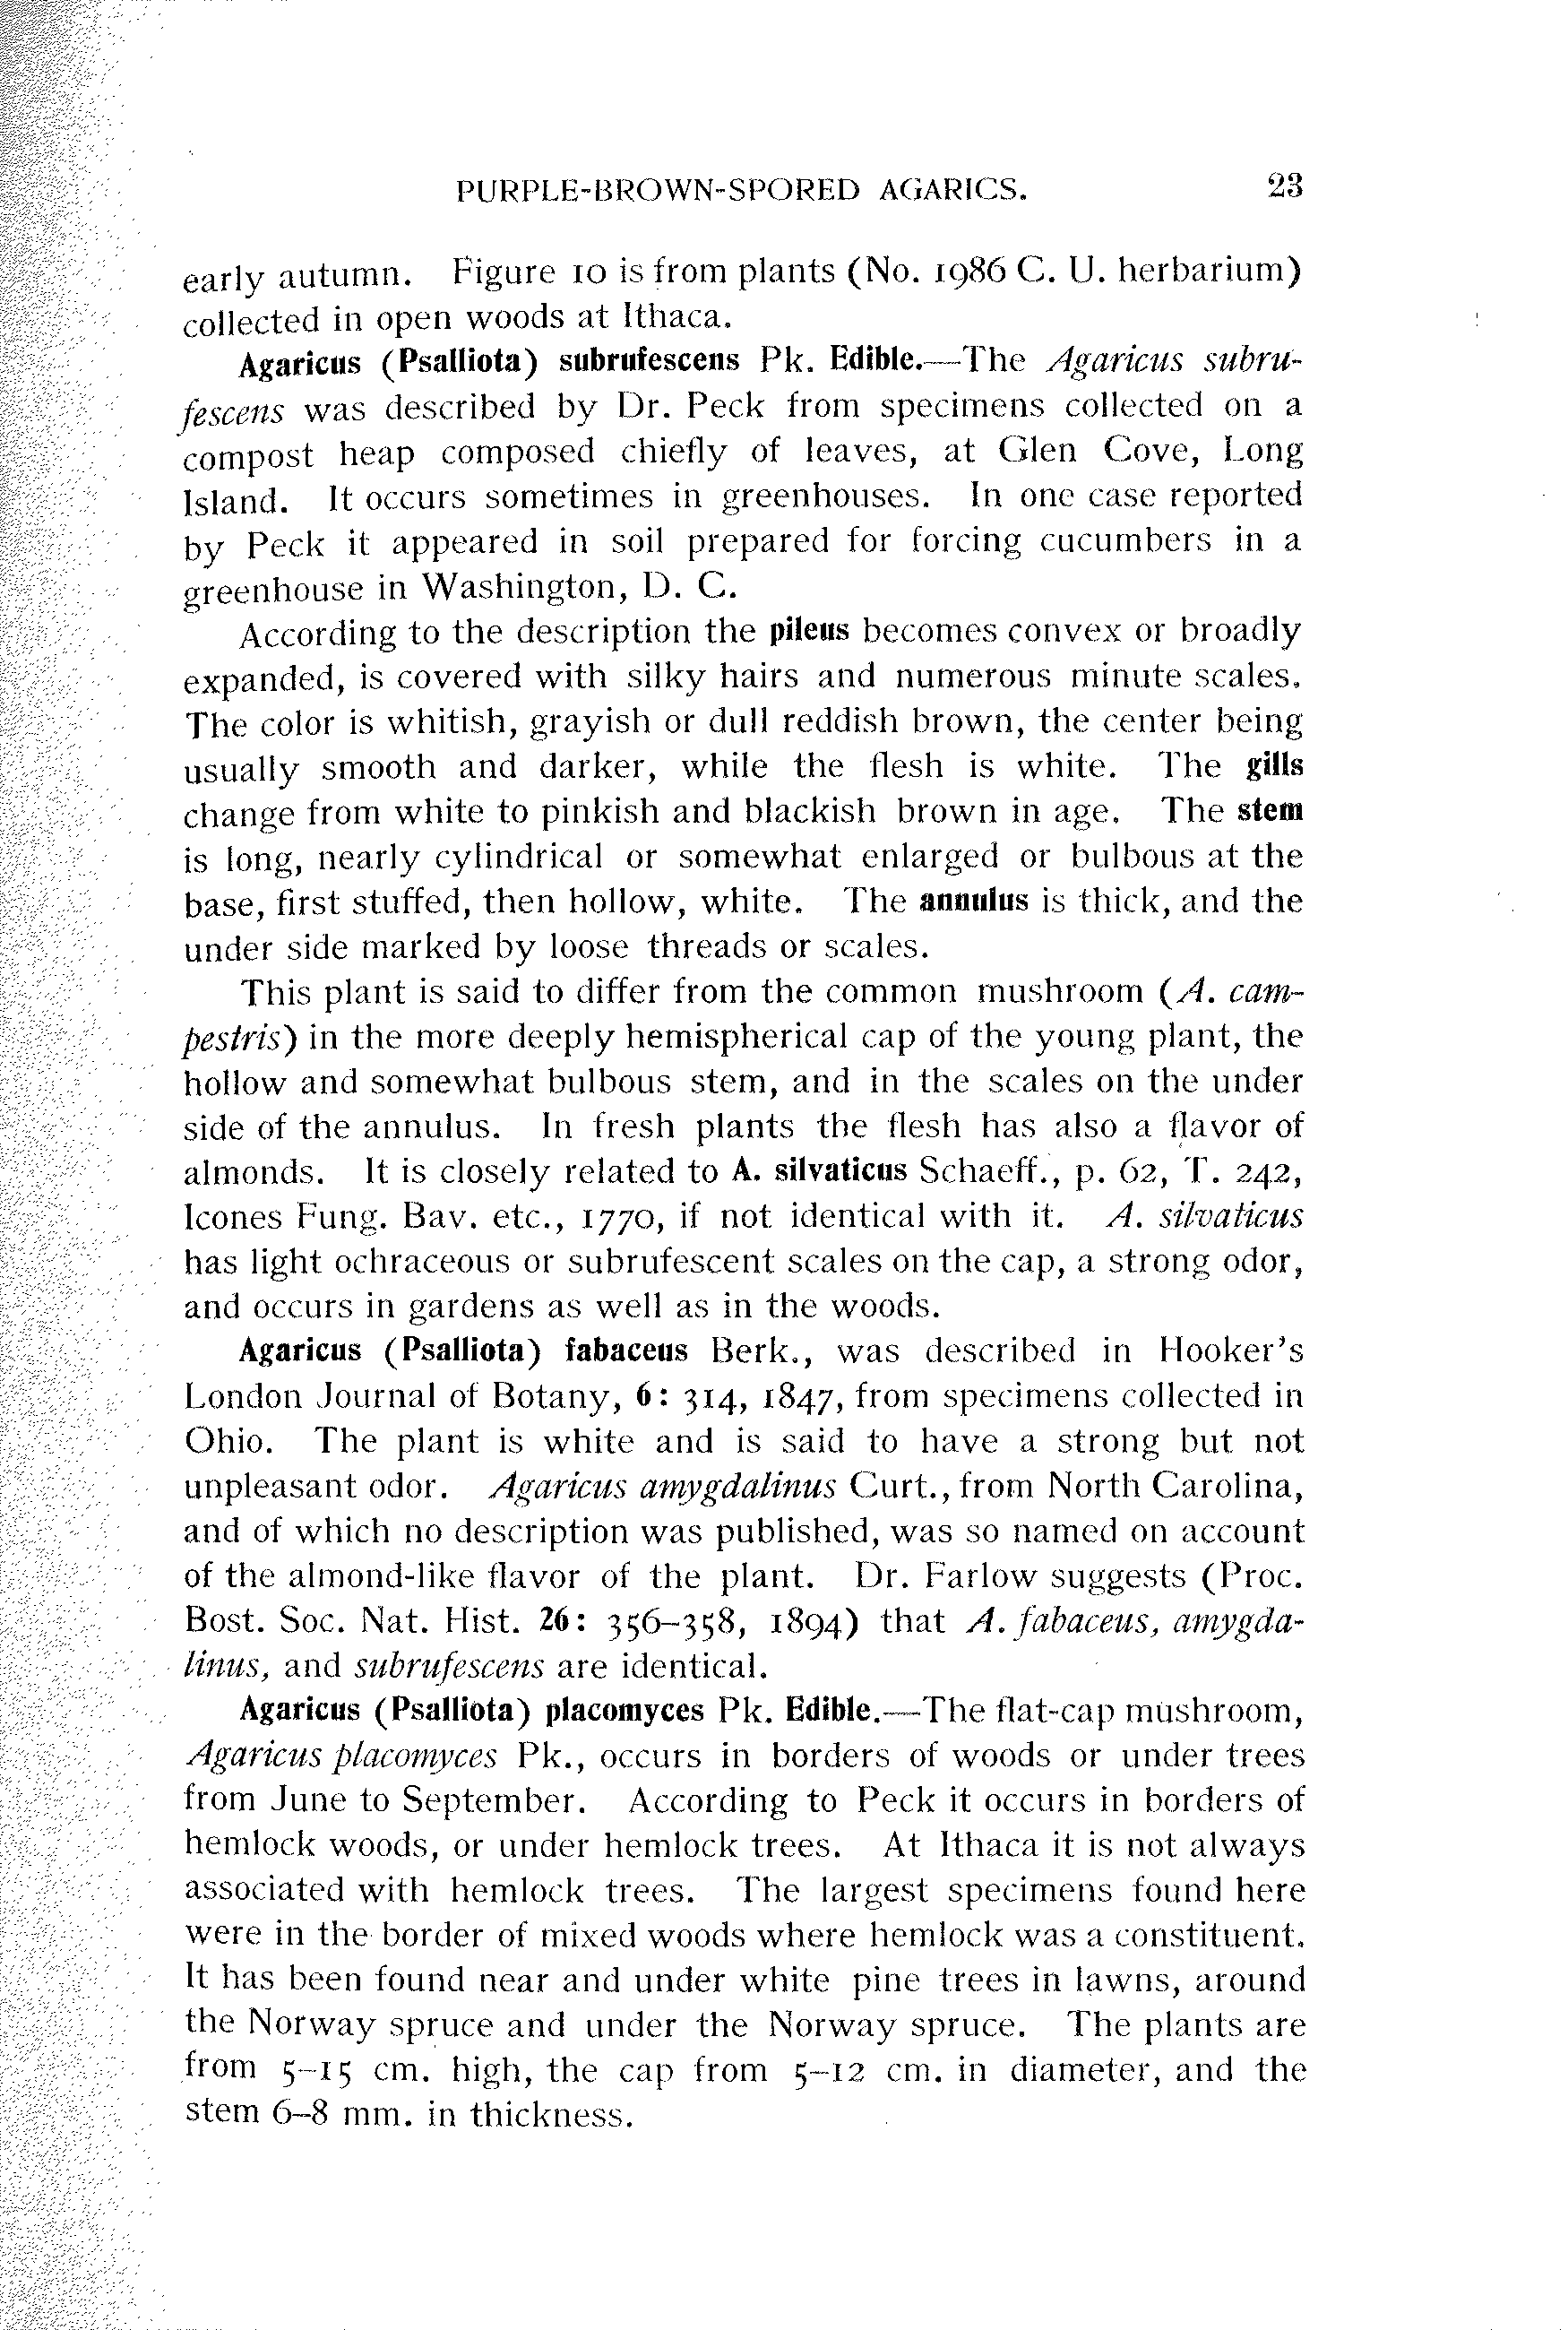 PURPLE-BROWN-SPORED AGARICS. 23
early autumn. Figure 10 is from plants (No. 1986 C. U. herbarium)
collected in open woods at Ithaca.
Agaricus (Psalliota) subrufescens Pk. Edible.—The Agaricus subru-
fescens was described by Dr. Peck from specimens collected on a
compost heap composed chiefly of leaves, at Glen Cove, Long
Island. It occurs sometimes in greenhouses. In one case reported
by Peck it appeared in soil prepared for forcing cucumbers in a
greenhouse in Washington, D. C.
According to the description the pileus becomes convex or broadly
expanded, is covered with silky hairs and numerous minute scales.
The color is whitish, grayish or dull reddish brown, the center being
usually smooth and darker, while the flesh is white. The gills
change from white to pinkish and blackish brown in age. The stem
is long, nearly cylindrical or somewhat enlarged or bulbous at the
base, first stuffed, then hollow, white. The annulus is thick, and the
under side marked by loose threads or scales.
This plant is said to differ from the common mushroom (A. cam-
pestris) in the more deeply hemispherical cap of the young plant, the
hollow and somewhat bulbous stem, and in the scales on the under
side of the annulus. In fresh plants the flesh has also a flavor of
almonds. It is closely related to A. silvaticus Schaeff., p. 62, T. 242,
Icones Fung. Bav. etc., 1770, if not identical with it. A. silvaticus
has light ochraceous or subrufescent scales on the cap, a strong odor,
and occurs in gardens as well as in the woods.
Agaricus (Psalliota) fabaceus Berk., was described in Hooker's
London Journal of Botany, 6: 314, 1847, from specimens collected in
Ohio. The plant is white and is said to have a strong but not
unpleasant odor. Agaricus amygdalinus Curt., from North Carolina,
and of which no description was published, was so named on account
of the almond-like flavor of the plant. Dr. Farlow suggests (Proc.
Bost. Soc. Nat. Hist. 26: 356–358, 1894) that A. fabaceus, amygda-
linus, and subrufescens are identical.
Agaricus (Psalliota) placomyces Pk. Edible.—The flat-cap mushroom,
Agaricus placomyces Pk., occurs in borders of woods or under trees
from June to September. According to Peck it occurs in borders of
hemlock woods, or under hemlock trees. At Ithaca it is not always
associated with hemlock trees. The largest specimens found here
were in the border of mixed woods where hemlock was a constituent.
It has been found near and under white pine trees in lawns, around
the Norway spruce and under the Norway spruce. The plants are
from 5–15 cm. high, the cap from 5–12 cm. in diameter, and the
stem 6–8 mm. in thickness.